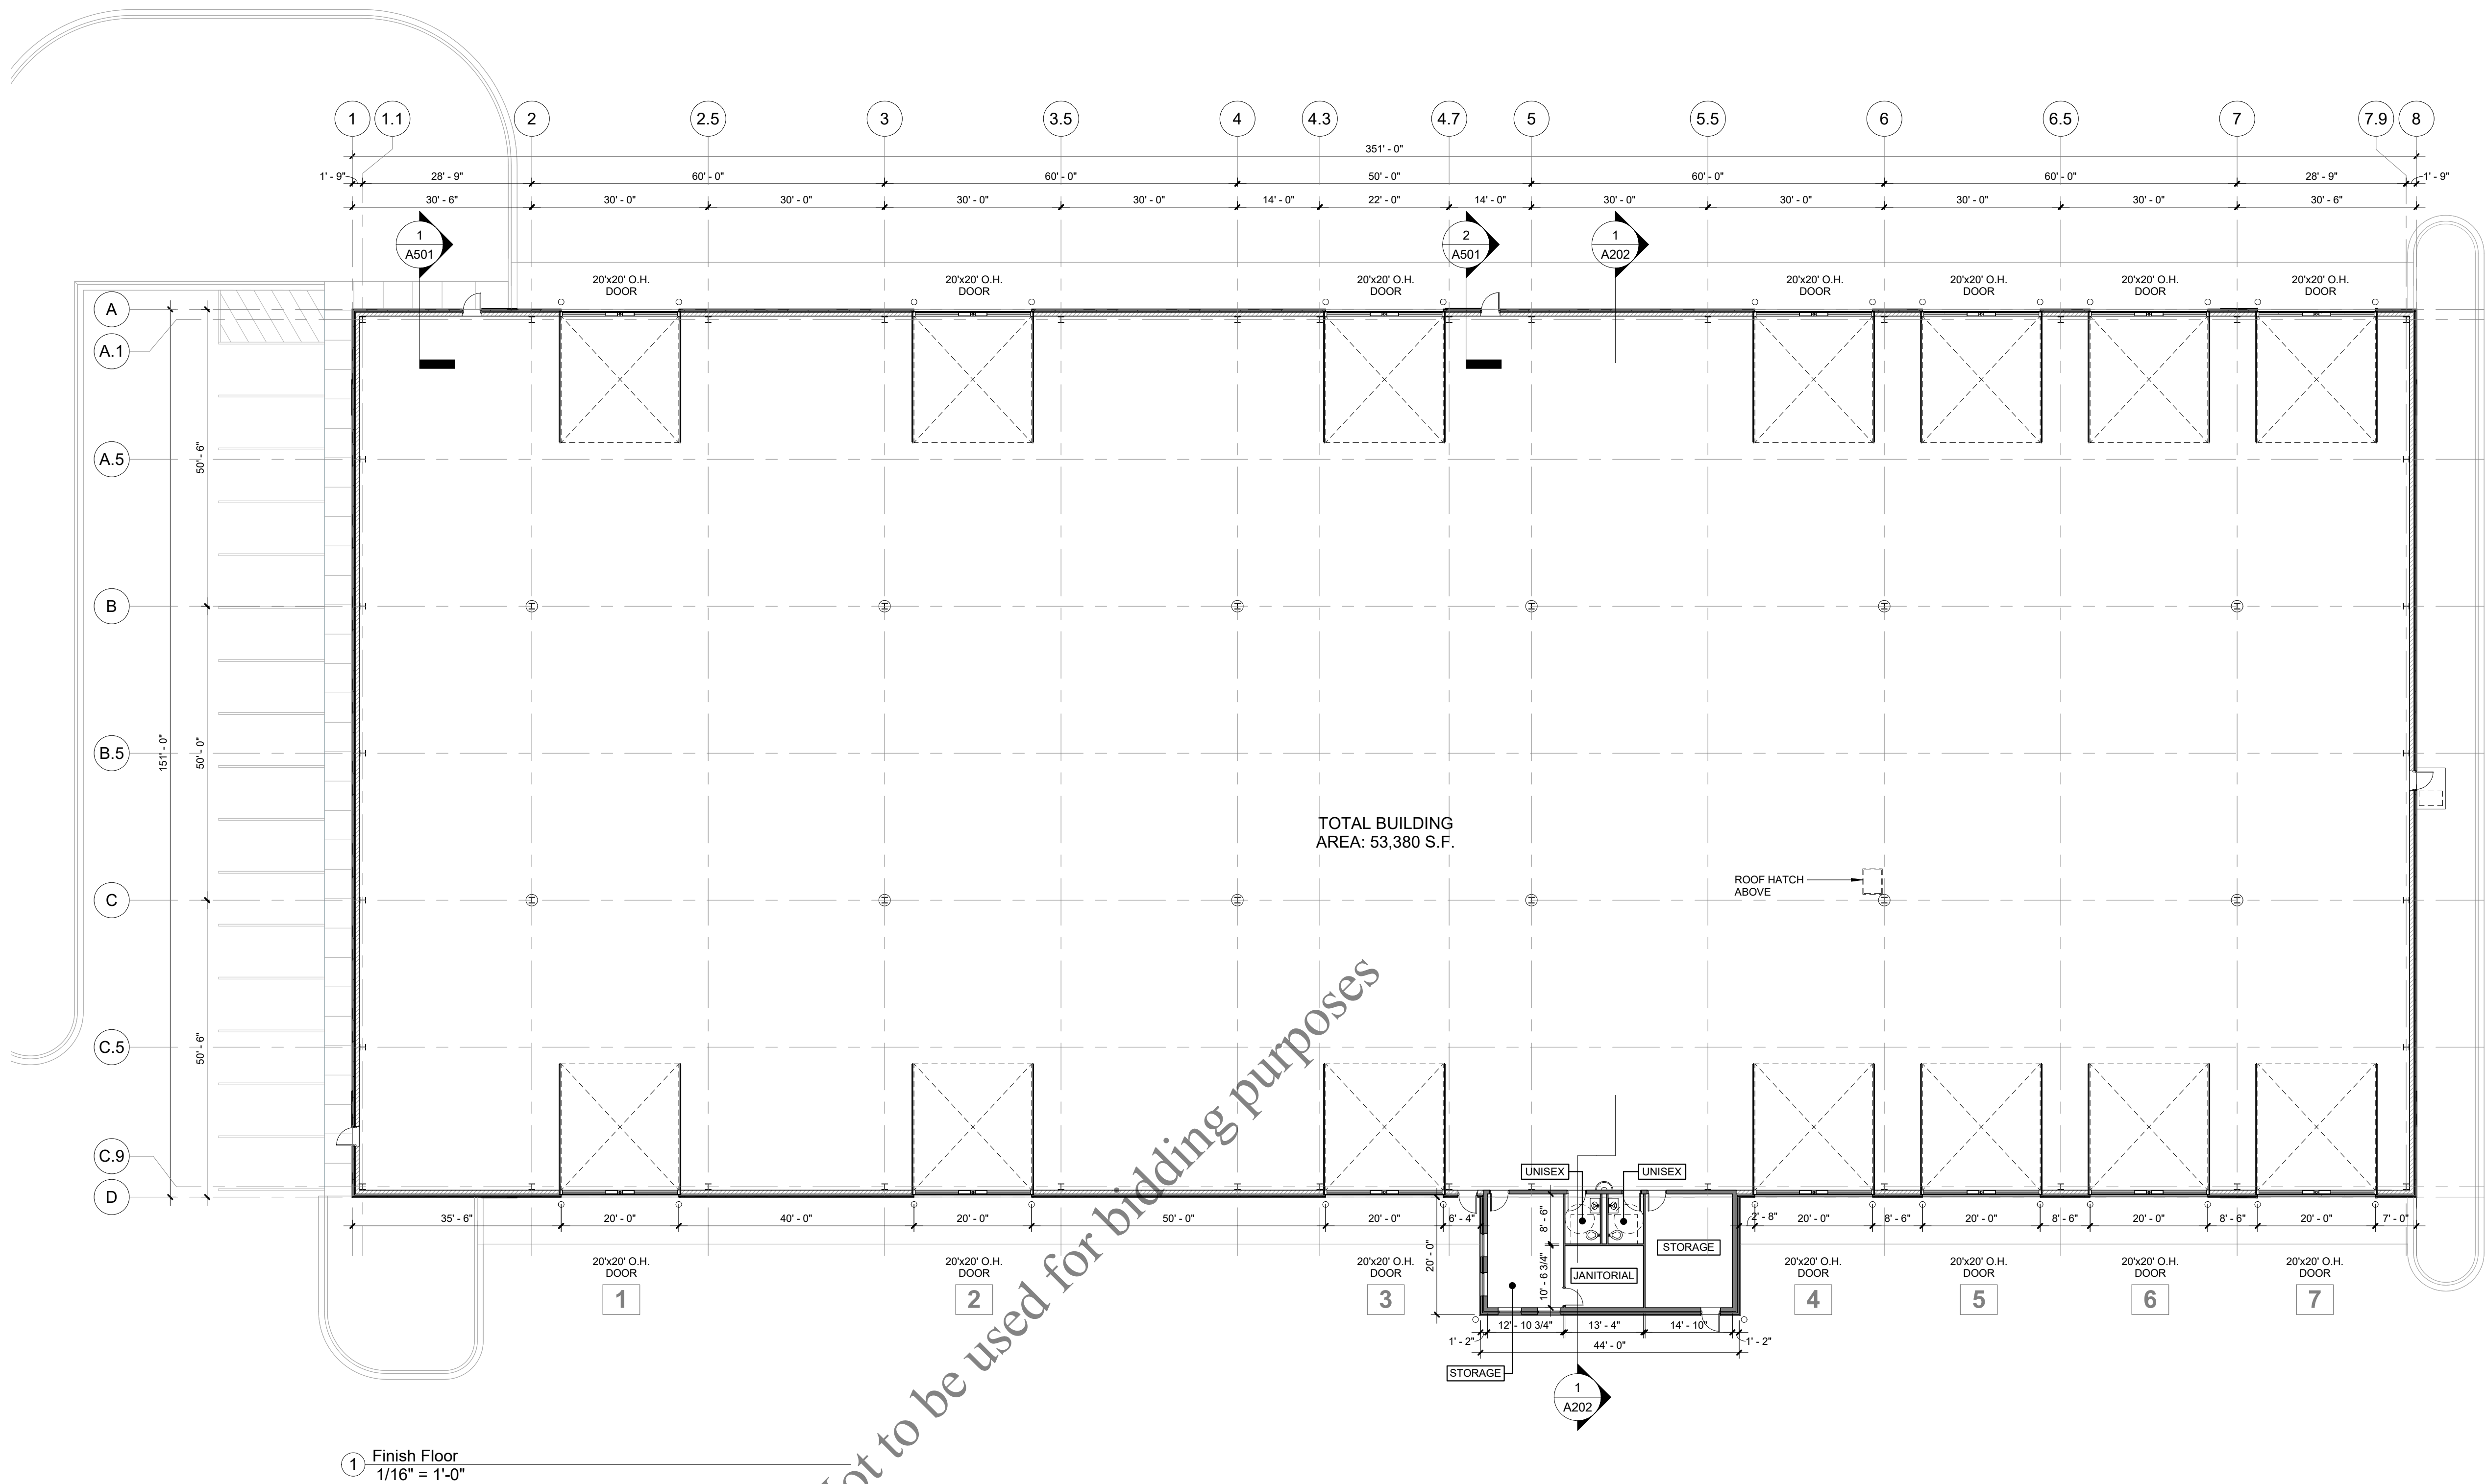 1 1.1 2 2.5 3 3.5 4 4.3 4.7 5 5.5 6 6.5 7 7.9 8
351' - 0"
1' - 9" 28' - 9" 60' - 0" 60' - 0" 50' - 0" 60' - 0" 60' - 0" 28' - 9" 1' - 9"
30' - 6" 30' - 0" 30' - 0" 30' - 0" 30' - 0" 14' - 0" 22' - 0" 14' - 0" 30' - 0" 30' - 0" 30' - 0" 30' - 0" 30' - 6"
1
A501
2
A501
1
A202
20'x20' O.H.
DOOR
20'x20' O.H.
DOOR
20'x20' O.H.
DOOR
20'x20' O.H.
DOOR
20'x20' O.H.
DOOR
20'x20' O.H.
DOOR
20'x20' O.H.
DOOR
A
A.1
A.5
B
B.5
C
C.5
C.9
D
50' - 6"
50' - 0"
50' - 6"
151' - 0"
TOTAL BUILDING
AREA: 53,380 S.F.
ROOF HATCH
ABOVE
UNISEX
UNISEX
STORAGE
JANITORIAL
STORAGE
8' - 6"
10' - 6 3/4"
20' - 0"
35' - 6" 20' - 0" 40' - 0" 20' - 0" 50' - 0" 20' - 0" 6' - 4" 2' - 8" 20' - 0" 8' - 6" 20' - 0" 8' - 6" 20' - 0" 8' - 6" 20' - 0" 7' - 0"
20'x20' O.H.
DOOR
1
20'x20' O.H.
DOOR
2
20'x20' O.H.
DOOR
3
20'x20' O.H.
DOOR
4
20'x20' O.H.
DOOR
5
20'x20' O.H.
DOOR
6
20'x20' O.H.
DOOR
7
12' - 10 3/4" 13' - 4" 14' - 10"
1' - 2" 1' - 2"
44' - 0"
1
A202
Not to be used for bidding purposes
1 Finish Floor
1/16" = 1'-0"